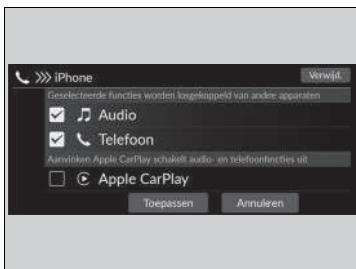 iPhone
Verwijd.
Geselecteerde functies worden losgekoppeld van andere apparaten
Audio
Telefoon
Aanvinken Apple CarPlay schakelt audio- en telefoonfuncties uit
Apple CarPlay
Toepassen
Annuleren